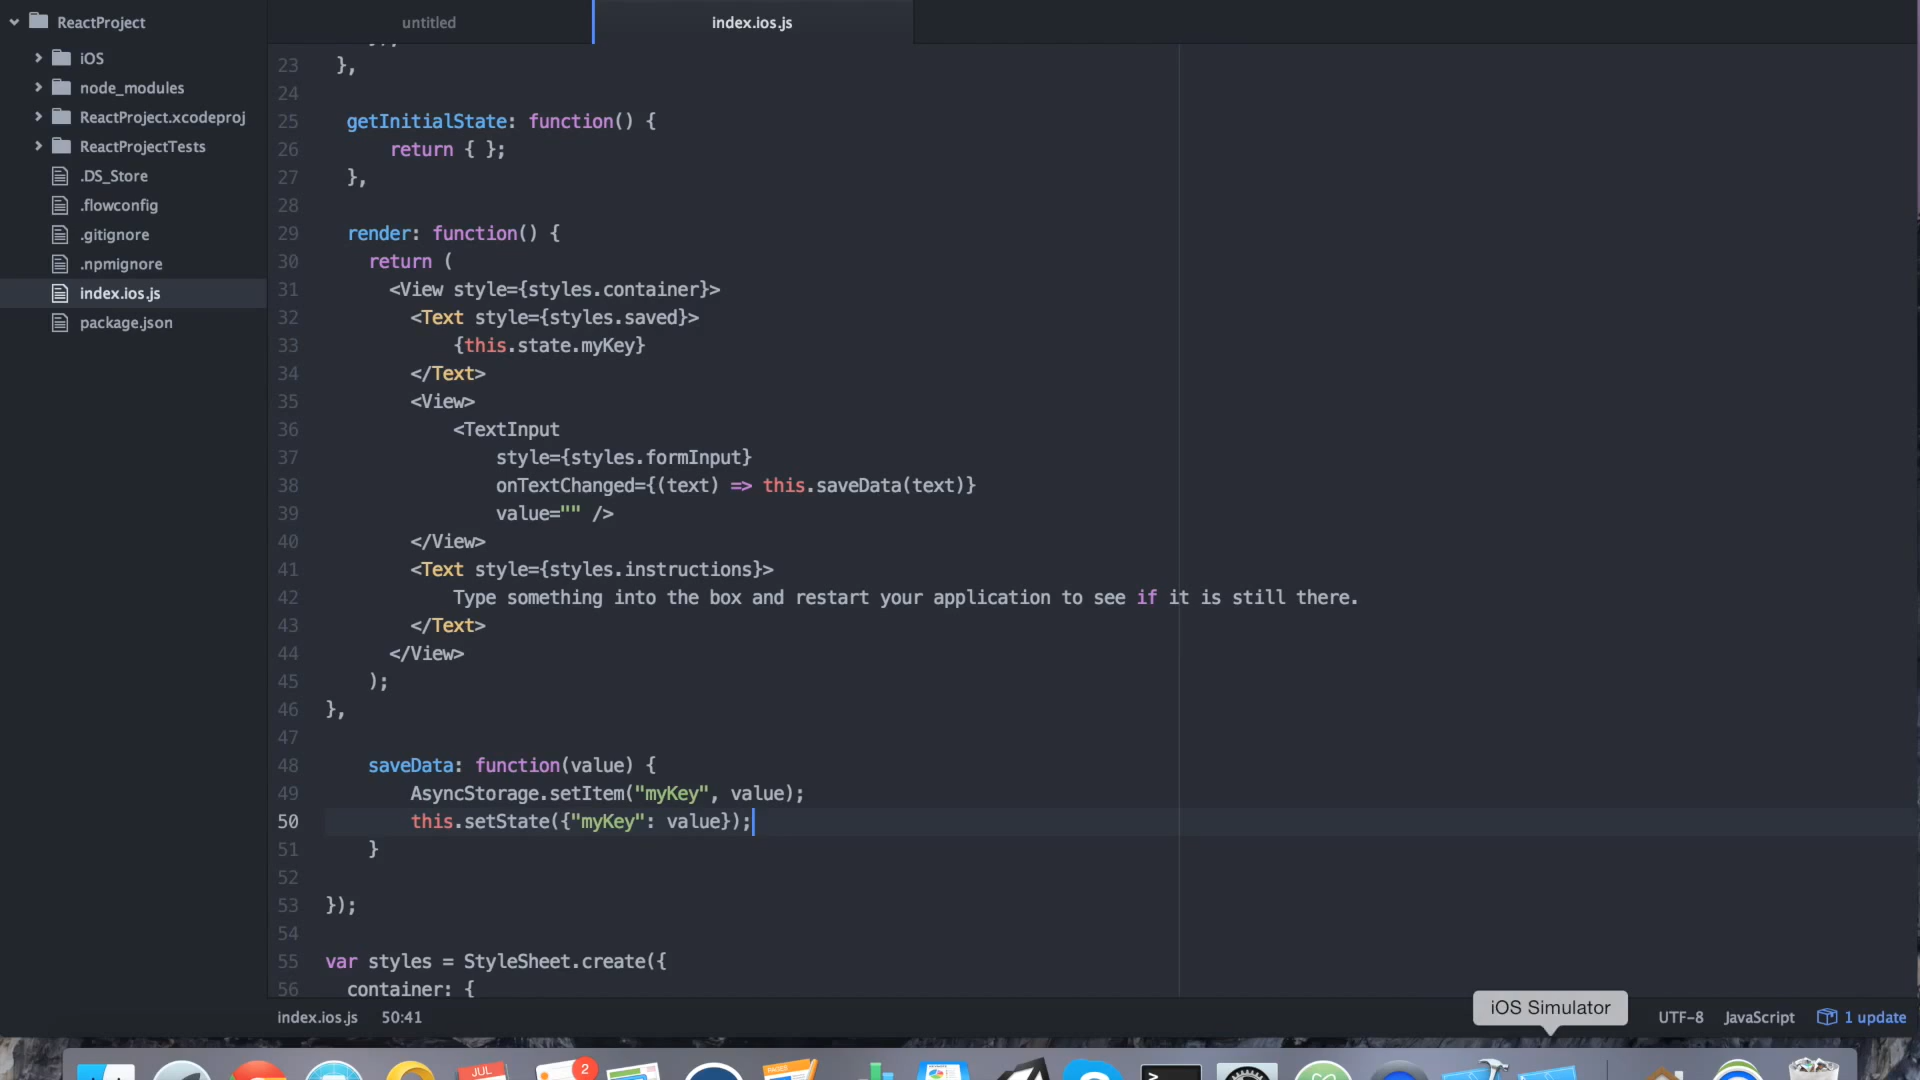 ReactProject
iOS
node_modules
ReactProject.xcodeproj
ReactProjectTests
.DS_Store
.flowconfig
.gitignore
.npmignore
index.ios.js
package.json
untitled
index.ios.js
23 },
24
25 getInitialState: function() {
26 return { };
27 },
28
29 render: function() {
30 return (
31 <View style={styles.container}>
32 <Text style={styles.saved}>
33 {this.state.myKey}
34 </Text>
35 <View>
36 <TextInput
37 style={styles.formInput}
38 onTextChanged={(text) => this.saveData(text)}
39 value="" />
40 </View>
41 <Text style={styles.instructions}>
42 Type something into the box and restart your application to see if it is still there.
43 </Text>
44 </View>
45 );
46 },
47
48 saveData: function(value) {
49 AsyncStorage.setItem("myKey", value);
50 this.setState({"myKey": value});
51 }
52
53 });
54
55 var styles = StyleSheet.create({
56 container: {
index.ios.js 50:41
iOS Simulator
UTF-8 JavaScript 1 update
JUL
2
PAGES